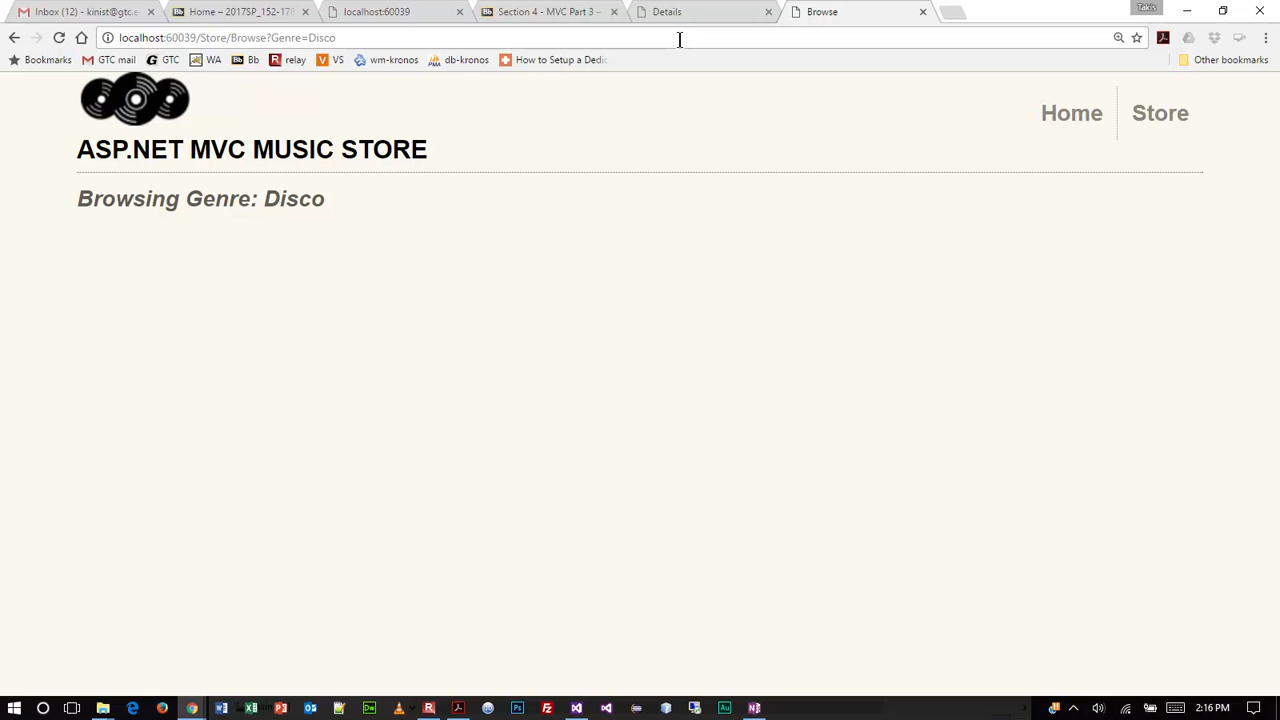 Inbox (12) - kinist@gtc.e
Home – 2017SP_152-178
localhost:60039
Section 4 - MVC Part 3 –
Details
Browse
Takis
localhost:60039/Store/Browse?Genre=Disco
Bookmarks
GTC mail
GTC
WA
Bb
relay
VS
wm-kronos
db-kronos
How to Setup a Dedic
Other bookmarks
Home
Store
ASP.NET MVC MUSIC STORE
Browsing Genre: Disco
2:16 PM